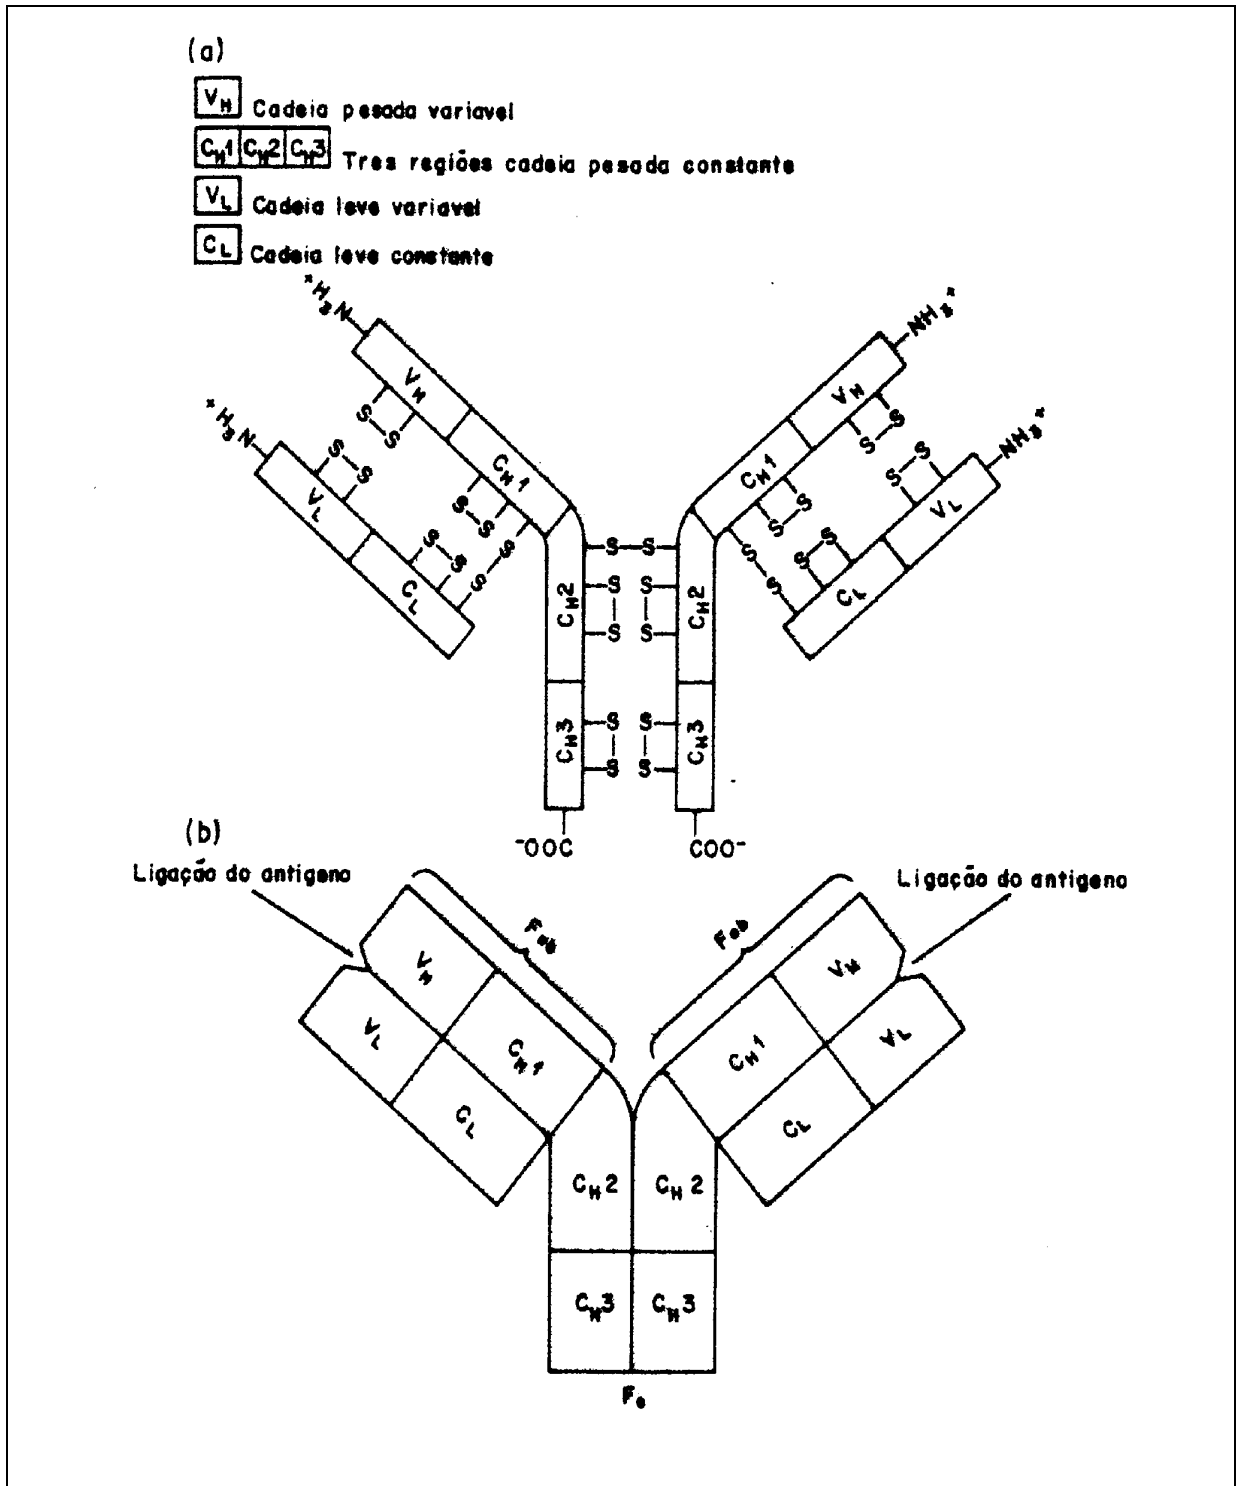 (a)
VH Cadeia pesada variavel
CH1 CH2 CH3 Tres regiões cadeia pesada constante
VL Cadeia leve variavel
CL Cadeia leve constante
+H3N
NH3+
+H3N
NH3+
VH
VH
S
S
S
S
S
S
S
S
VL
CH1
CH1
VL
S
S
S
S
S
S
S
S
S
S
S
S
CL
CL
S S
S S
CH2
CH2
S S
S S
CH3
CH3
S S
-OOC
COO-
(b)
Ligação do antigeno
Ligação do antigeno
Fab
Fab
VH
VH
VL
CH1
CH1
VL
CL
CL
CH2
CH2
CH3
CH3
Fc